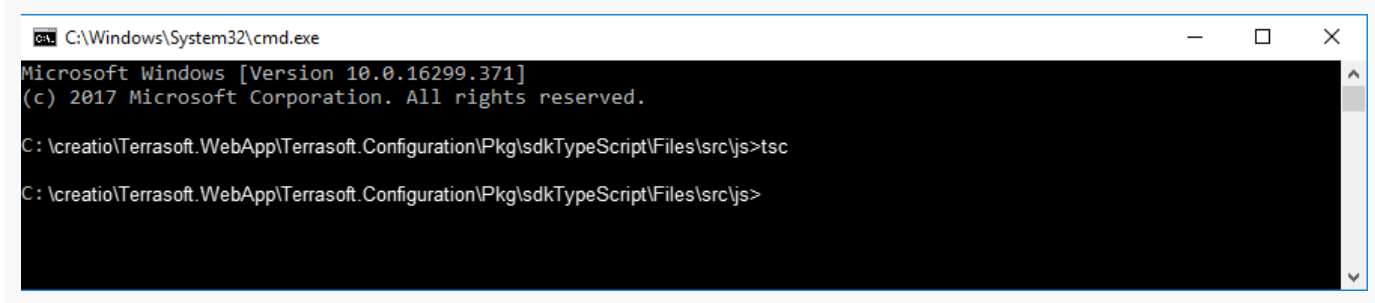 C:\Windows\System32\cmd.exe
Microsoft Windows [Version 10.0.16299.371]
(c) 2017 Microsoft Corporation. All rights reserved.
C:\creatio\Terrasoft.WebApp\Terrasoft.Configuration\Pkg\sdkTypeScript\Files\src\js>tsc
C:\creatio\Terrasoft.WebApp\Terrasoft.Configuration\Pkg\sdkTypeScript\Files\src\js>